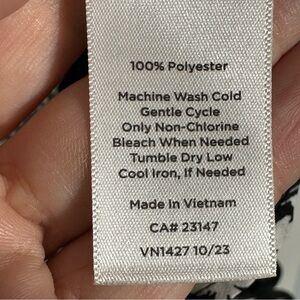 100% Polyester
Machine Wash Cold
Gentle Cycle
Only Non-Chlorine
Bleach When Needed
Tumble Dry Low
Cool Iron, If Needed
Made in Vietnam
CA# 23147
VN1427 10/23